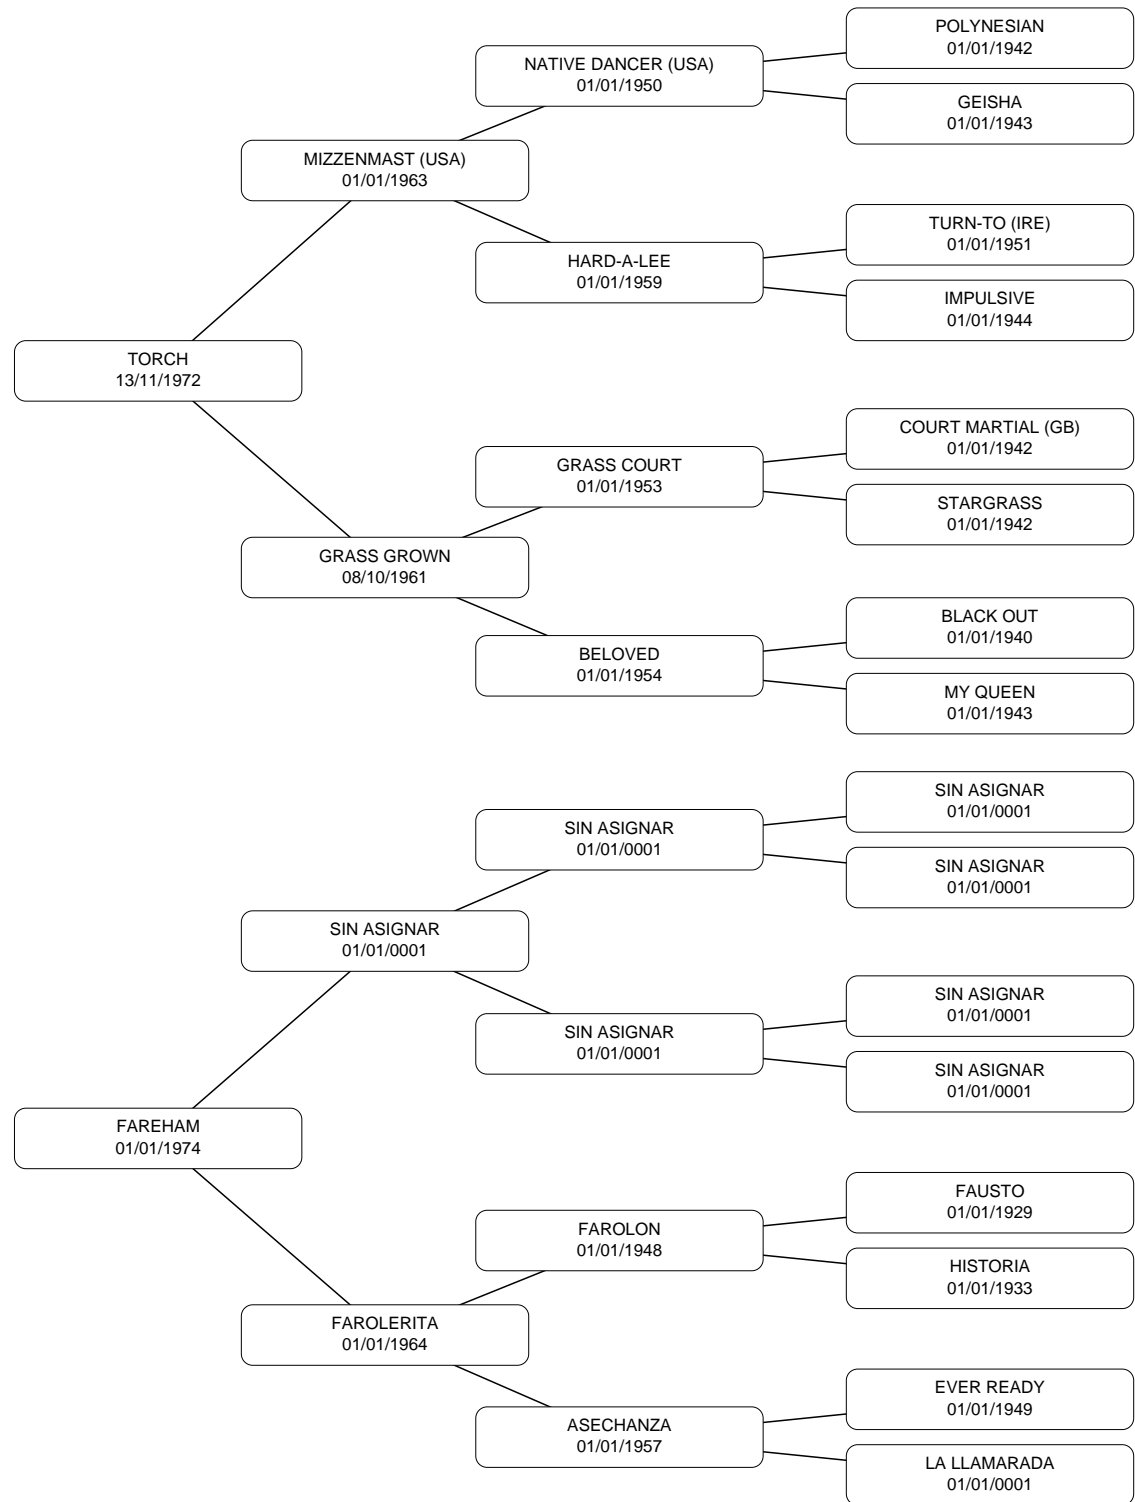 POLYNESIAN
01/01/1942
NATIVE DANCER (USA)
01/01/1950
GEISHA
01/01/1943
MIZZENMAST (USA)
01/01/1963
TURN-TO (IRE)
01/01/1951
HARD-A-LEE
01/01/1959
IMPULSIVE
01/01/1944
TORCH
13/11/1972
COURT MARTIAL (GB)
01/01/1942
GRASS COURT
01/01/1953
STARGRASS
01/01/1942
GRASS GROWN
08/10/1961
BLACK OUT
01/01/1940
BELOVED
01/01/1954
MY QUEEN
01/01/1943
SIN ASIGNAR
01/01/0001
SIN ASIGNAR
01/01/0001
SIN ASIGNAR
01/01/0001
SIN ASIGNAR
01/01/0001
SIN ASIGNAR
01/01/0001
SIN ASIGNAR
01/01/0001
SIN ASIGNAR
01/01/0001
FAREHAM
01/01/1974
FAUSTO
01/01/1929
FAROLON
01/01/1948
HISTORIA
01/01/1933
FAROLERITA
01/01/1964
EVER READY
01/01/1949
ASECHANZA
01/01/1957
LA LLAMARADA
01/01/0001